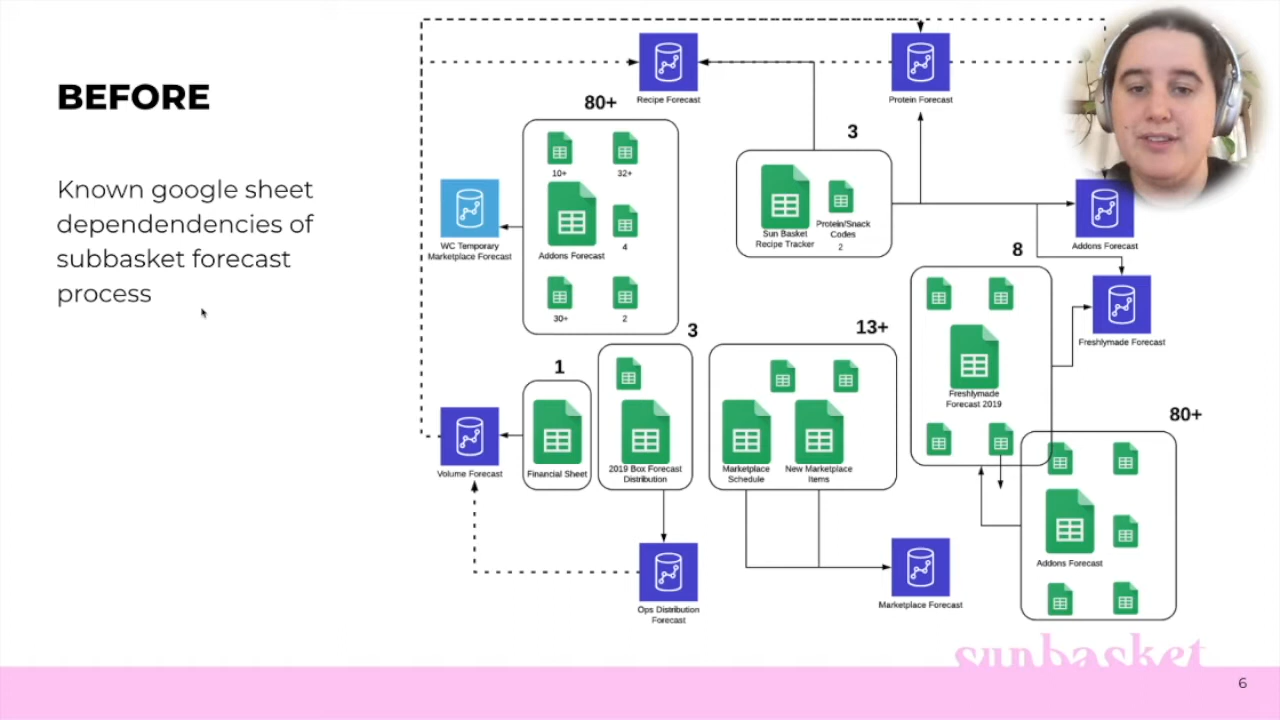 BEFORE
Known google sheet
dependendencies of
subbasket forecast
process
Recipe Forecast
Protein Forecast
80+
10+
32+
Addons Forecast
4
30+
2
WC Temporary
Marketplace Forecast
3
Sun Basket
Recipe Tracker
Protein/Snack
Codes
2
Addons Forecast
8
Freshlymade
Forecast 2019
Freshlymade Forecast
1
Financial Sheet
Volume Forecast
3
2019 Box Forecast
Distribution
13+
Marketplace
Schedule
New Marketplace
Items
80+
Addons Forecast
Ops Distribution
Forecast
Marketplace Forecast
sunbasket
6